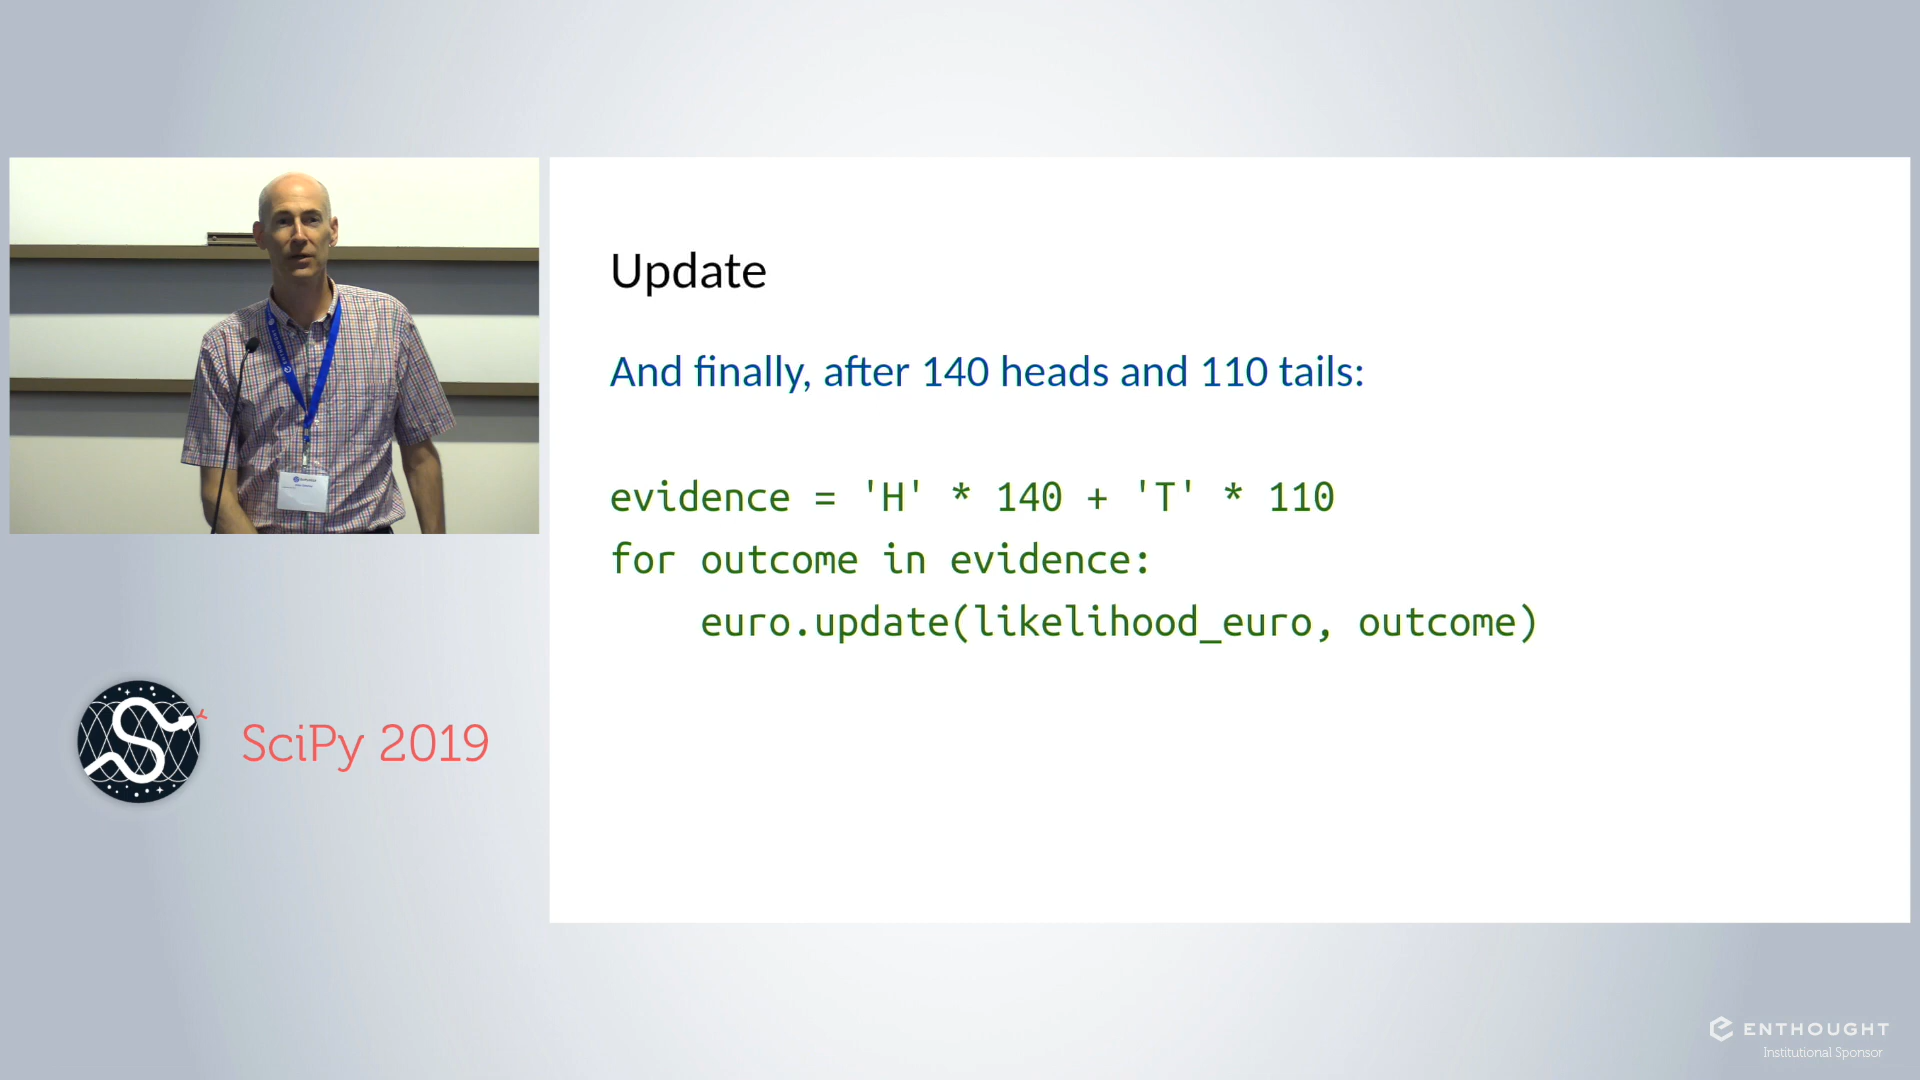 Update
And finally, after 140 heads and 110 tails:
evidence = 'H' * 140 + 'T' * 110
for outcome in evidence:
    euro.update(likelihood_euro, outcome)
SciPy 2019
ENTHOUGHT
Institutional Sponsor